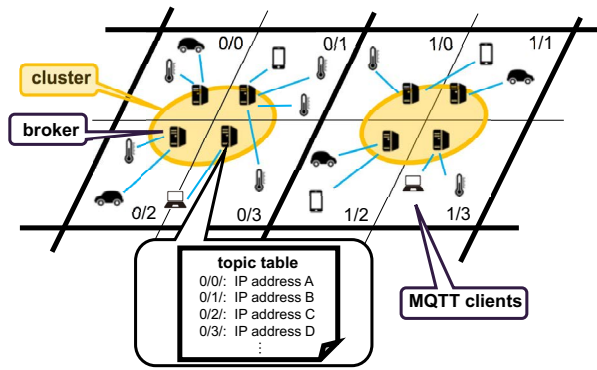 0/0
0/1
1/0
1/1
cluster
broker
0/2
0/3
1/2
1/3
topic table
0/0/: IP address A
0/1/: IP address B
0/2/: IP address C
0/3/: IP address D
⋮
MQTT clients